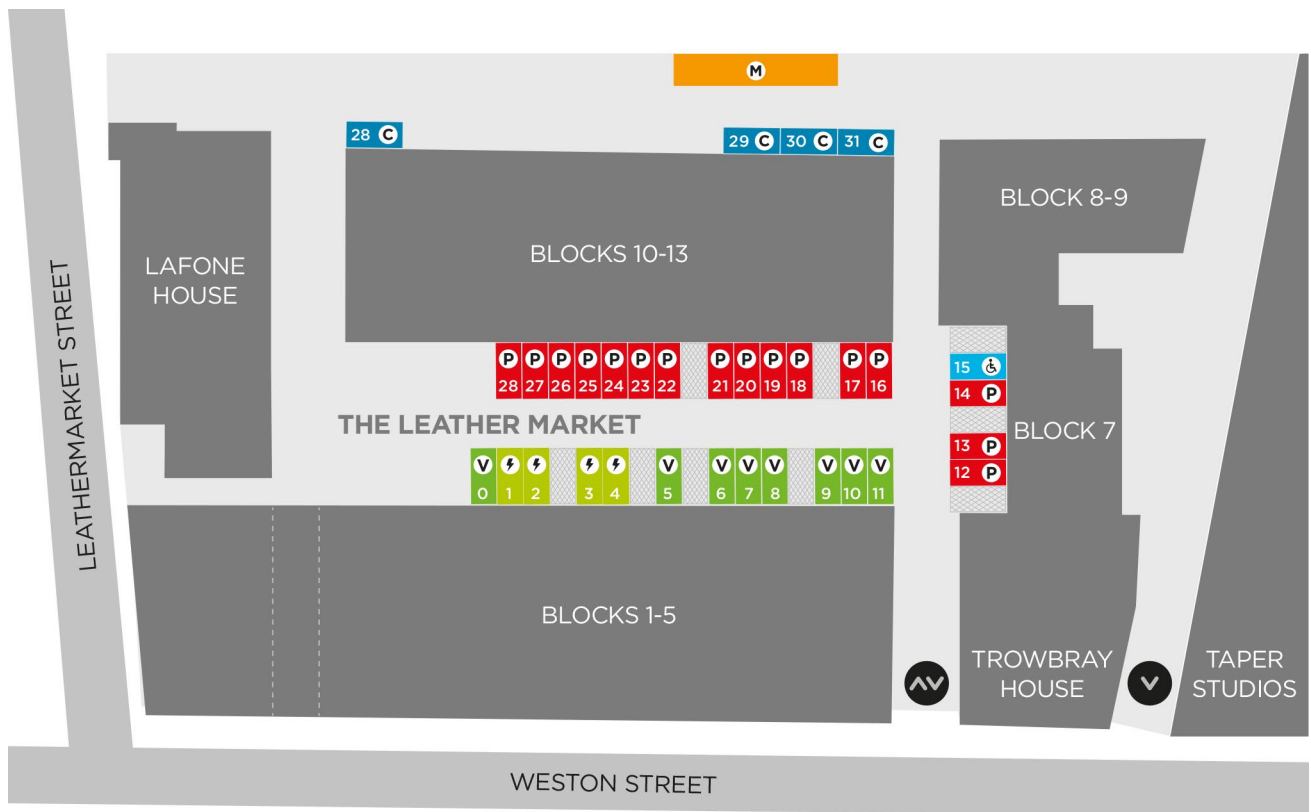 M
28 C
29 C 30 C 31 C
BLOCK 8-9
BLOCKS 10-13
LAFONE
HOUSE
LEATHERMARKET STREET
P P P P P P P P P P P P P
28 27 26 25 24 23 22 21 20 19 18 17 16
15
14 P
13 P
12 P
BLOCK 7
THE LEATHER MARKET
V V V V V V V V
0 1 2 3 4 5 6 7 8 9 10 11
BLOCKS 1-5
TROWBRAY
HOUSE
TAPER
STUDIOS
WESTON STREET